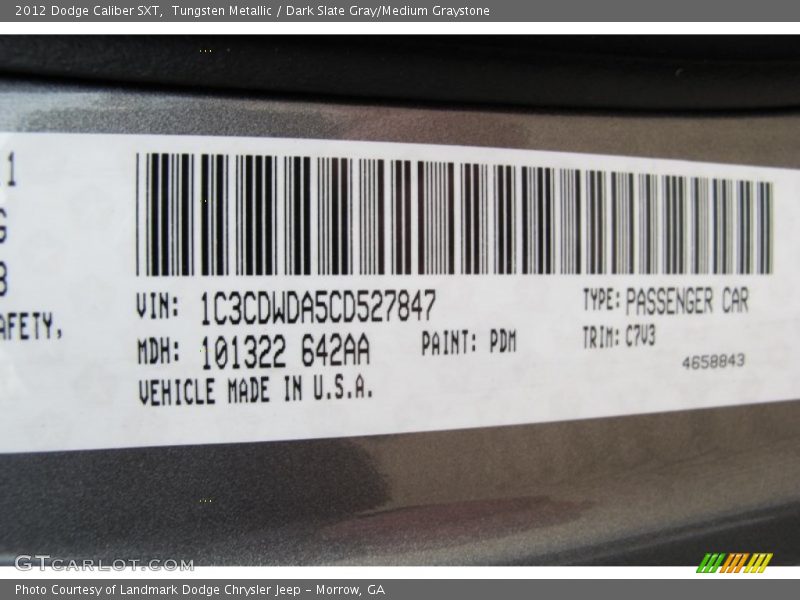 2012 Dodge Caliber SXT,  Tungsten Metallic / Dark Slate Gray/Medium Graystone
1
G
8
AFETY,
VIN: 1C3CDWDA5CD527847
TYPE: PASSENGER CAR
MDH: 101322 642AA
PAINT: PDM
TRIM: C7V3
VEHICLE MADE IN U.S.A.
4658843
GTCARLOT.COM
Photo Courtesy of Landmark Dodge Chrysler Jeep – Morrow, GA